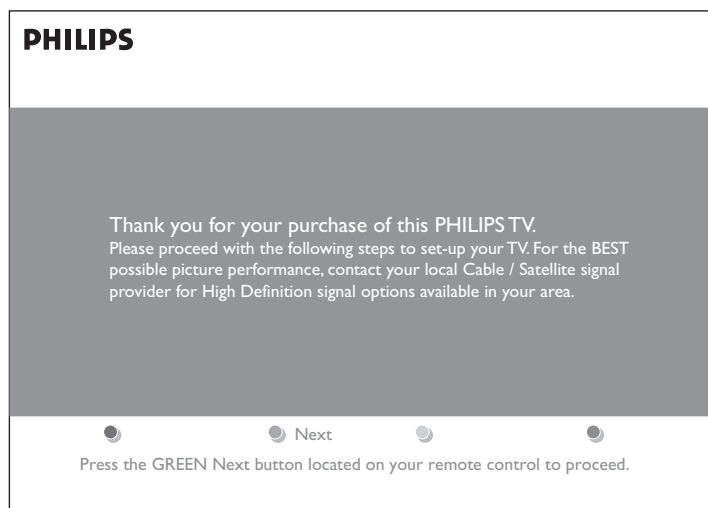 PHILIPS
Thank you for your purchase of this PHILIPS TV.
Please proceed with the following steps to set-up your TV. For the BEST
possible picture performance, contact your local Cable / Satellite signal
provider for High Definition signal options available in your area.
Next
Press the GREEN Next button located on your remote control to proceed.